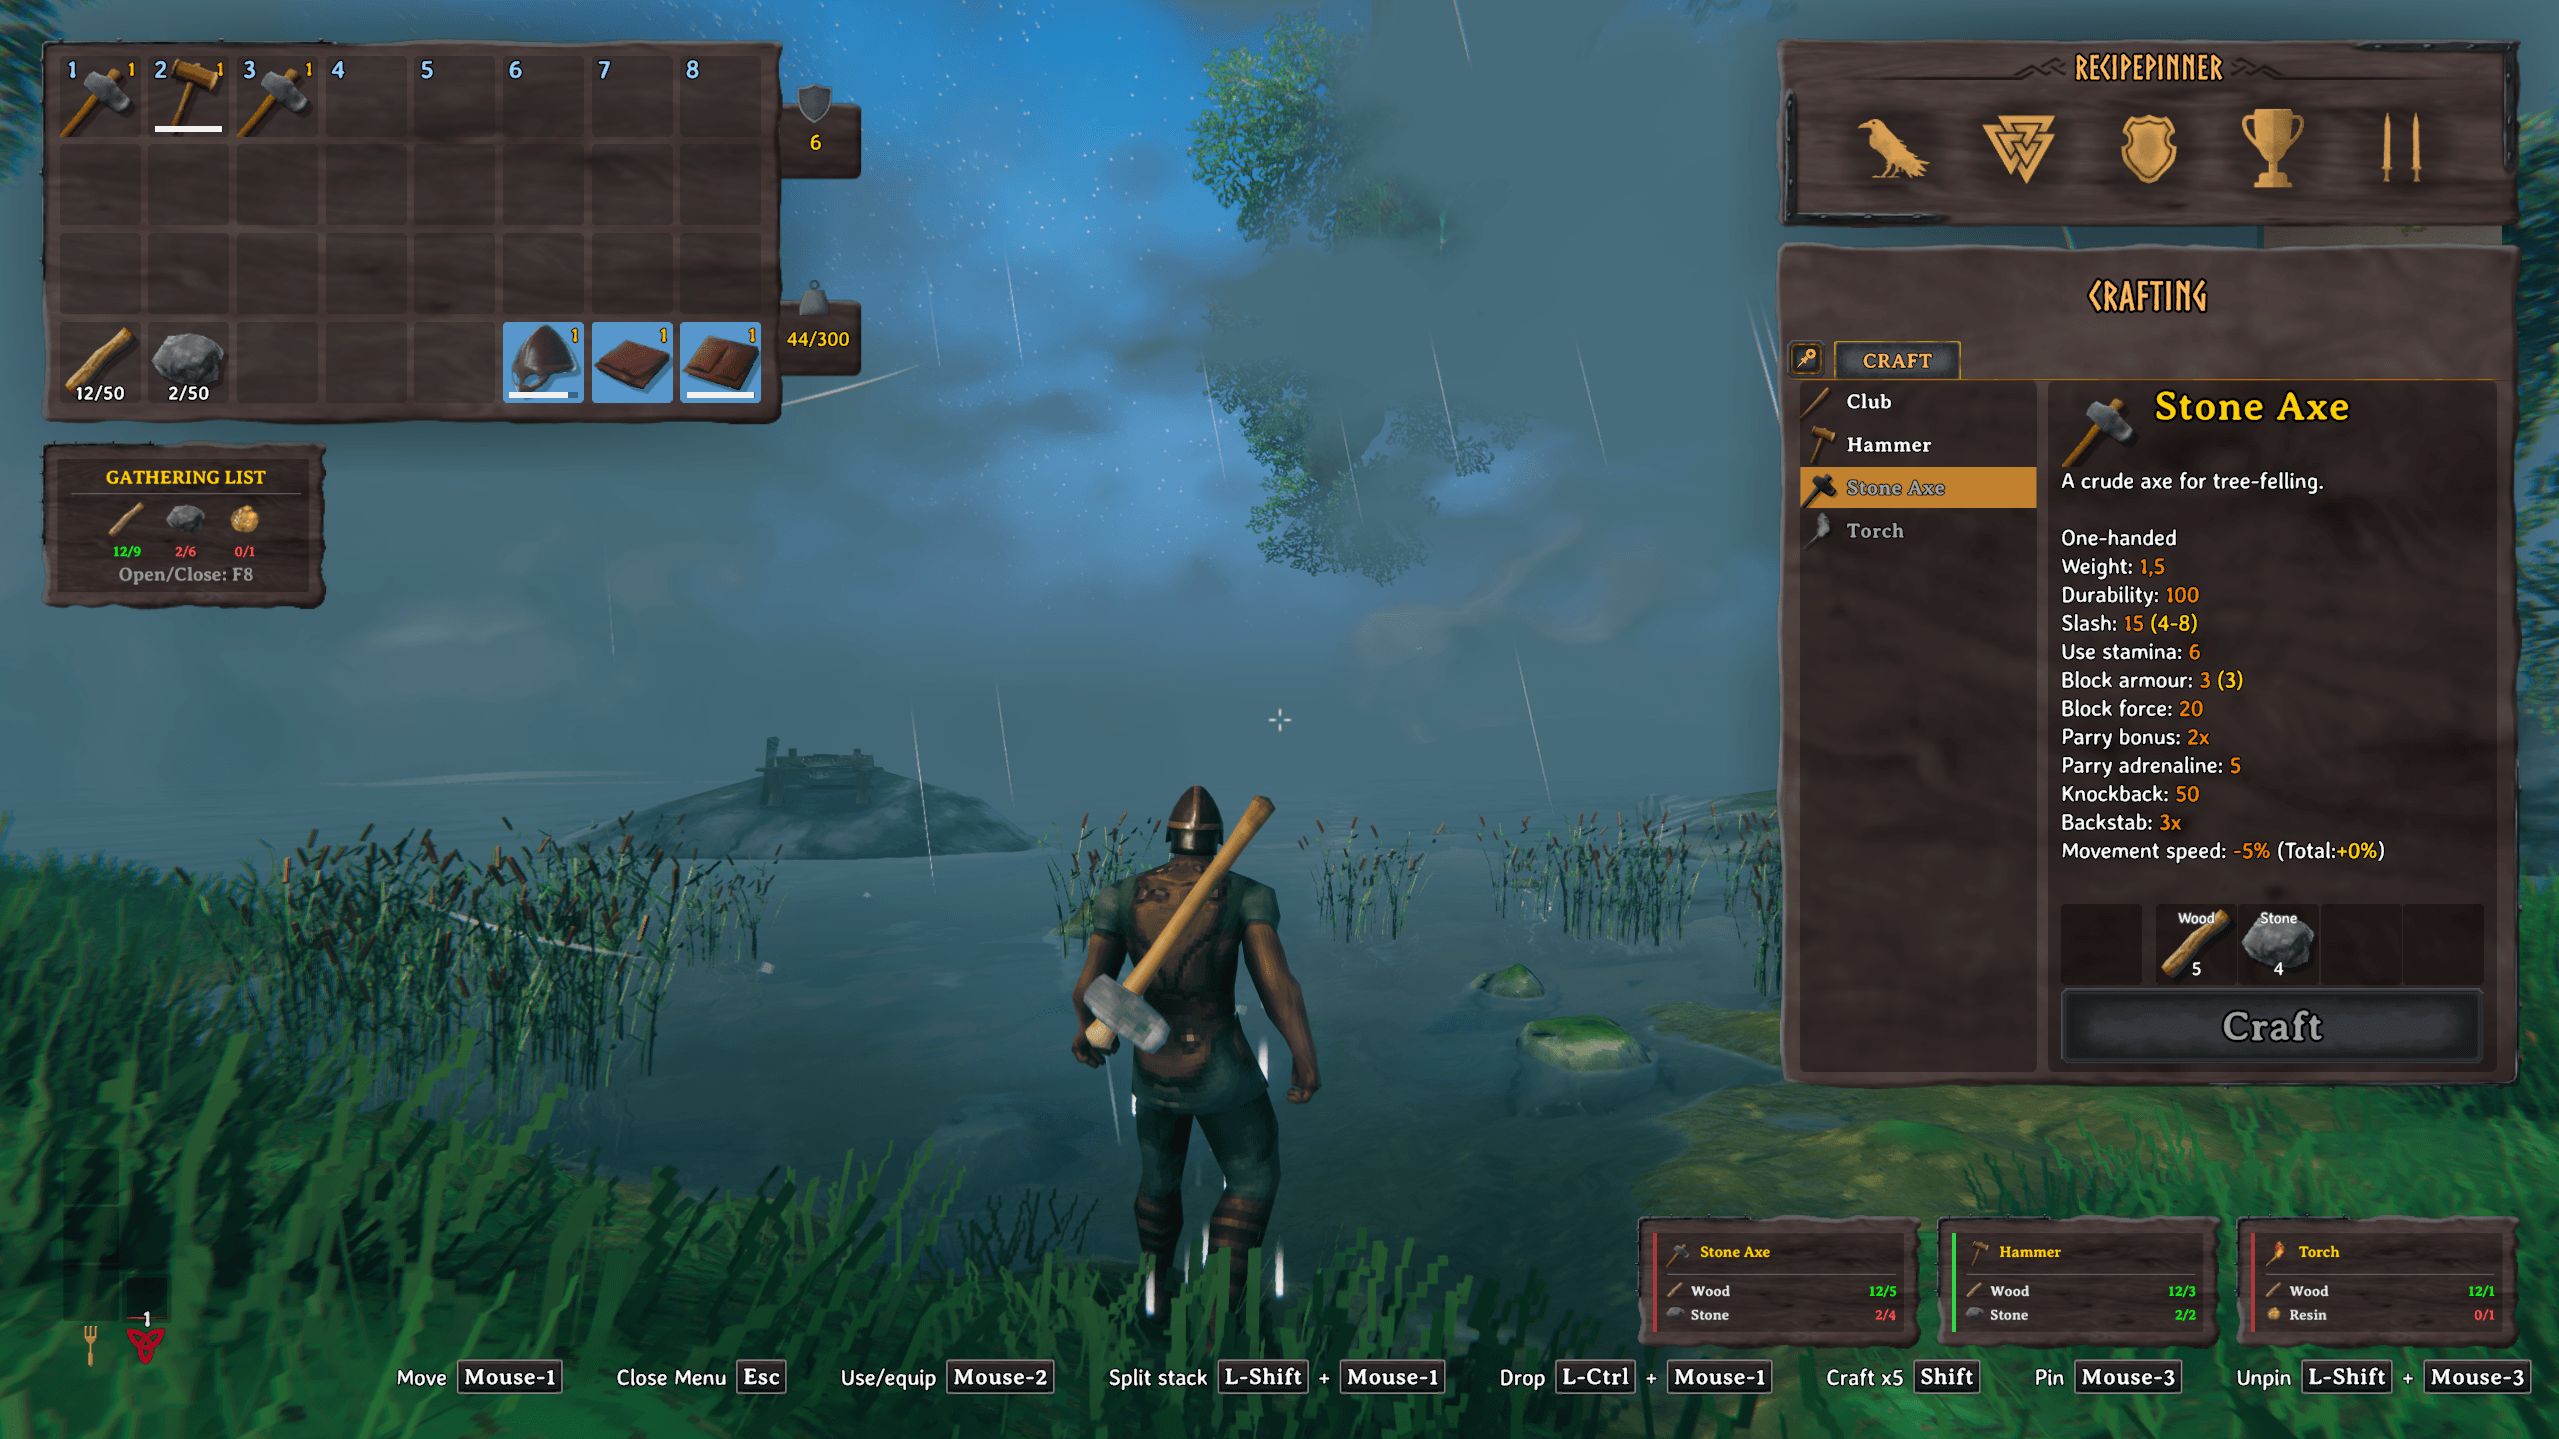 1 1 2 1 3 1 4 5 6 7 8
6
44/300
12/50 2/50 1 1 1
GATHERING LIST
12/9 2/6 0/1
Open/Close: F8
RECIPEPINNER
CRAFTING
CRAFT
Club
Hammer
Stone Axe
Torch
Stone Axe
A crude axe for tree-felling.
One-handed
Weight: 1,5
Durability: 100
Slash: 15 (4-8)
Use stamina: 6
Block armour: 3 (3)
Block force: 20
Parry bonus: 2x
Parry adrenaline: 5
Knockback: 50
Backstab: 3x
Movement speed: -5% (Total:+0%)
Wood Stone
5 4
Craft
Stone Axe
Wood 12/5
Stone 2/4
Hammer
Wood 12/3
Stone 2/2
Torch
Wood 12/1
Resin 0/1
1
Move Mouse-1 Close Menu Esc Use/equip Mouse-2 Split stack L-Shift + Mouse-1 Drop L-Ctrl + Mouse-1 Craft x5 Shift Pin Mouse-3 Unpin L-Shift + Mouse-3